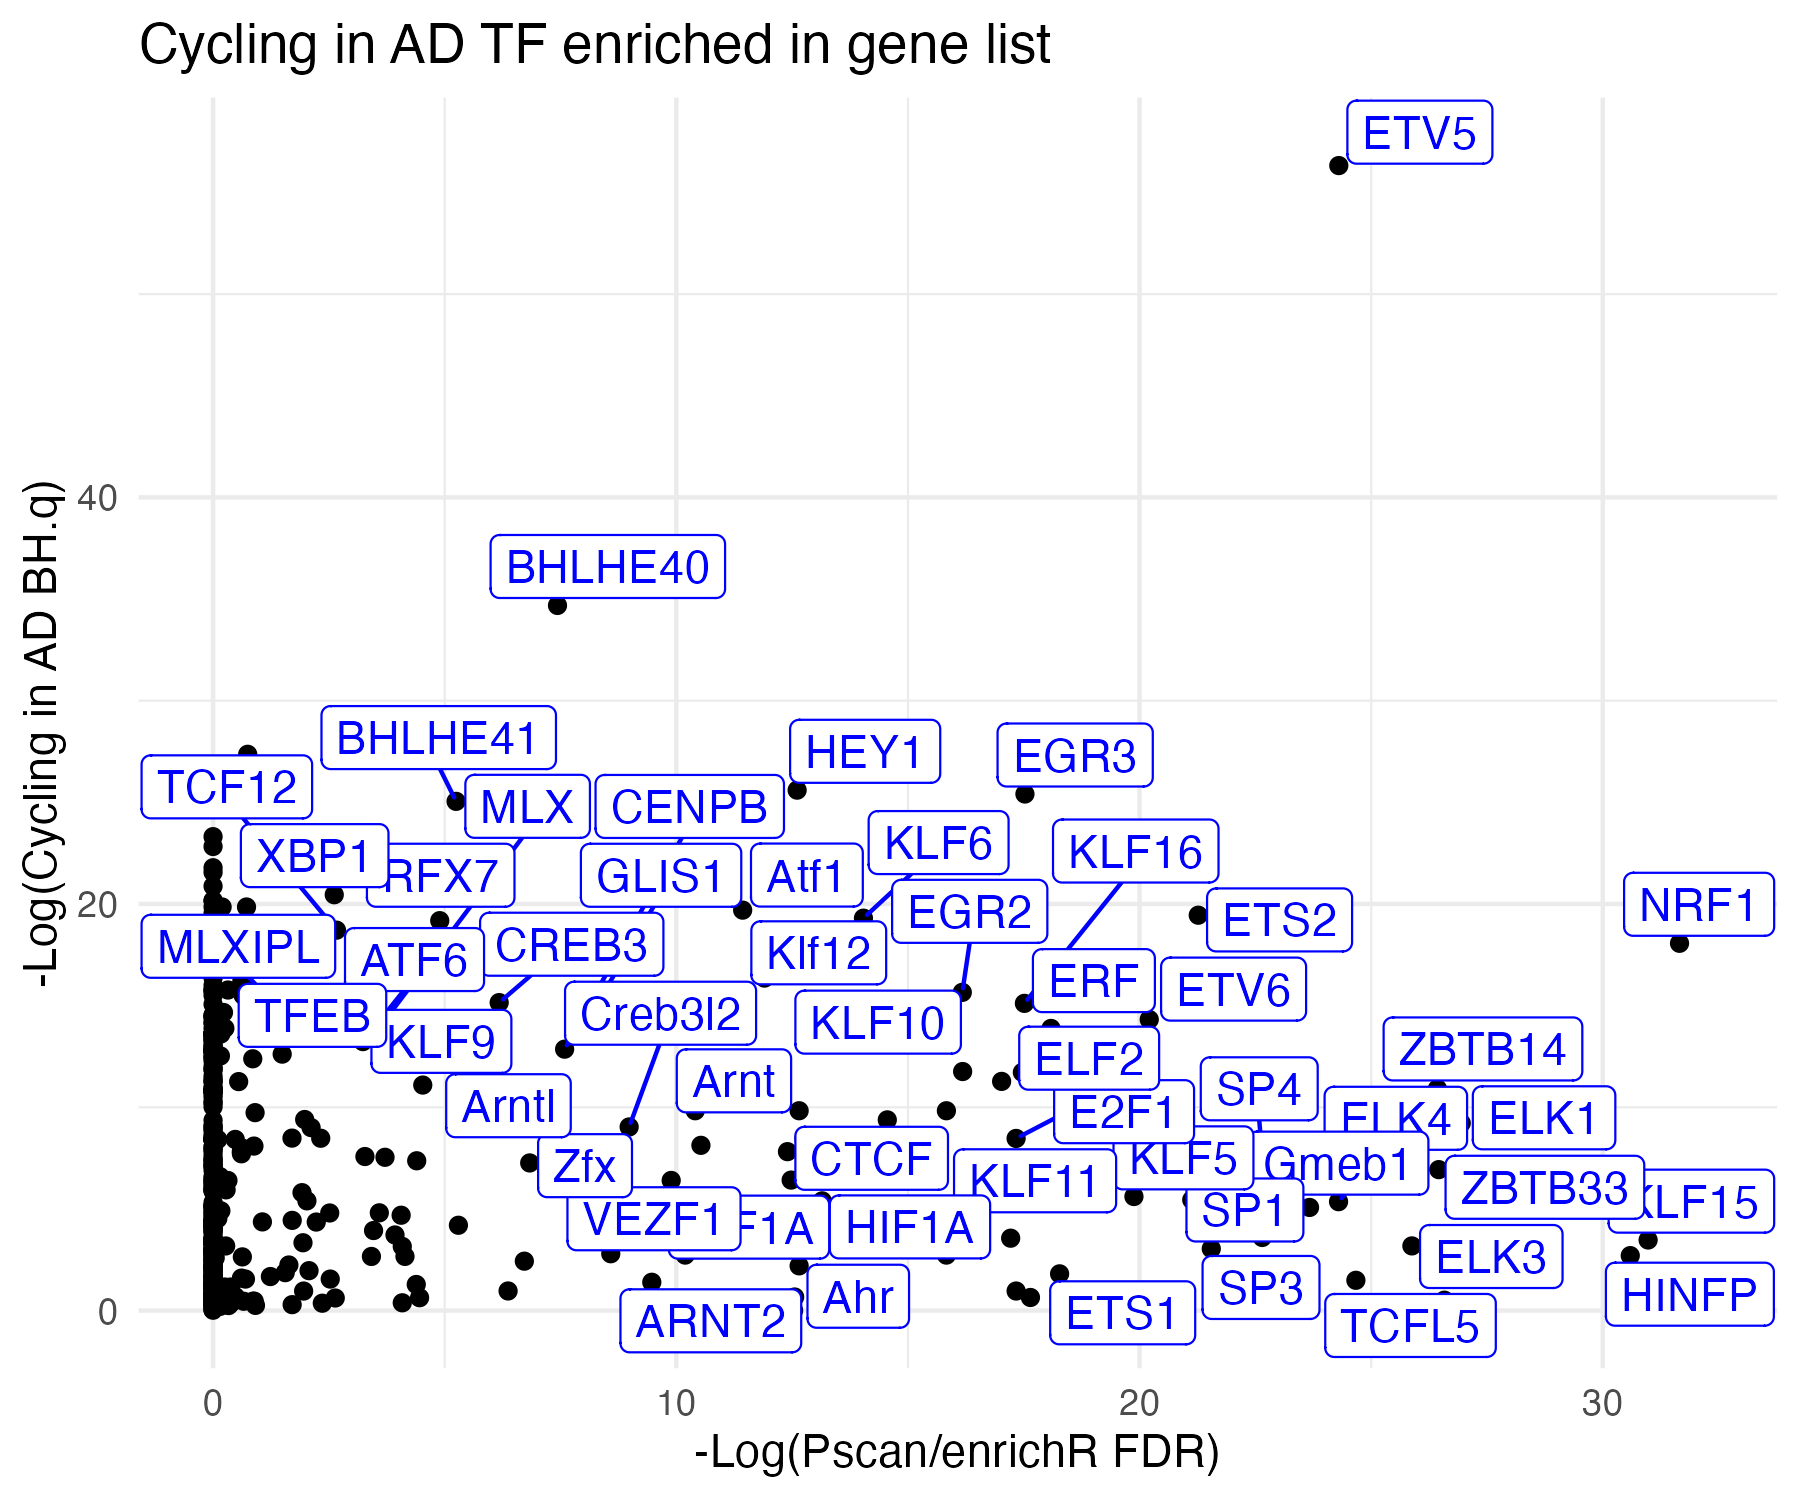 Cycling in AD TF enriched in gene list
ETV5
-Log(Cycling in AD BH.q)
40
BHLHE40
BHLHE41
HEY1
EGR3
TCF12
MLX
CENPB
KLF6
KLF16
XBP1
RFX7
GLIS1
Atf1
EGR2
ETS2
NRF1
20
MLXIPL
ATF6
CREB3
Klf12
ERF
ETV6
TFEB
KLF9
Creb3l2
KLF10
ELF2
ZBTB14
Arntl
Arnt
E2F1
SP4
ELK4
ELK1
Zfx
CTCF
KLF11
KLF5
Gmeb1
ZBTB33
KLF15
VEZF1
F1A
HIF1A
SP1
ELK3
0
ARNT2
Ahr
ETS1
SP3
TCFL5
HINFP
0
10
20
30
-Log(Pscan/enrichR FDR)